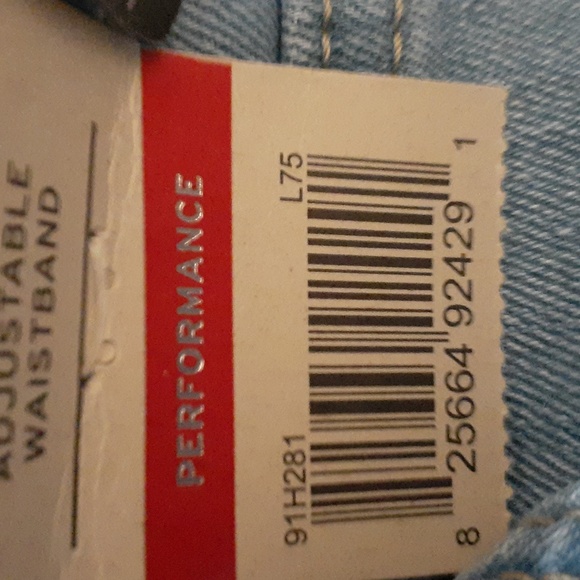 ADJUSTABLE
WAISTBAND
PERFORMANCE
91H281 L75
8 25664 92429 1